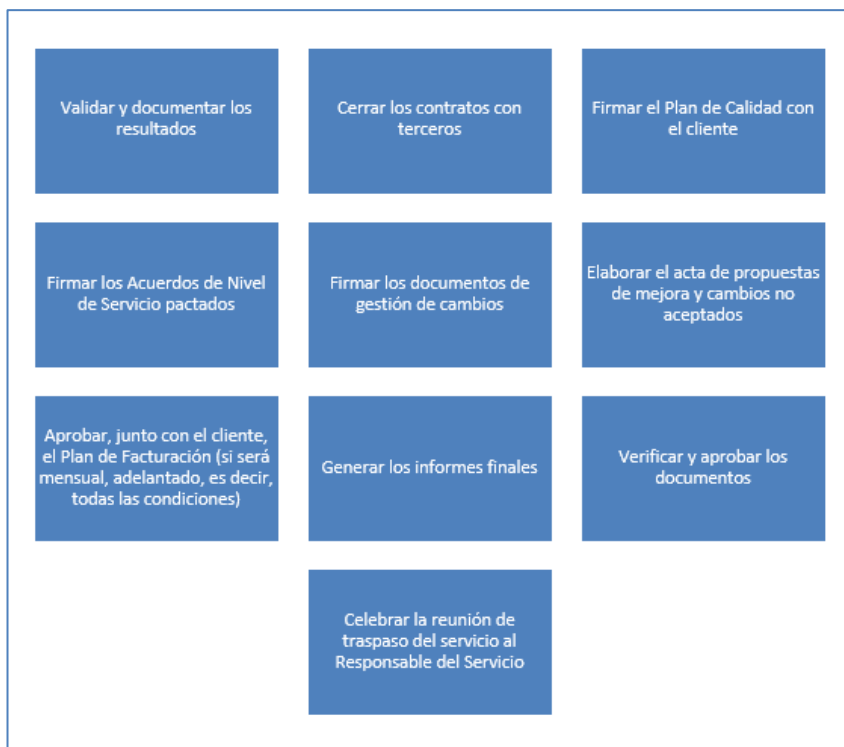 Validar y documentar los
resultados
Cerrar los contratos con
terceros
Firmar el Plan de Calidad con
el cliente
Firmar los Acuerdos de Nivel
de Servicio pactados
Firmar los documentos de
gestión de cambios
Elaborar el acta de propuestas
de mejora y cambios no
aceptados
Aprobar, junto con el cliente,
el Plan de Facturación (si será
mensual, adelantado, es decir,
todas las condiciones)
Generar los informes finales
Verificar y aprobar los
documentos
Celebrar la reunión de
traspaso del servicio al
Responsable del Servicio